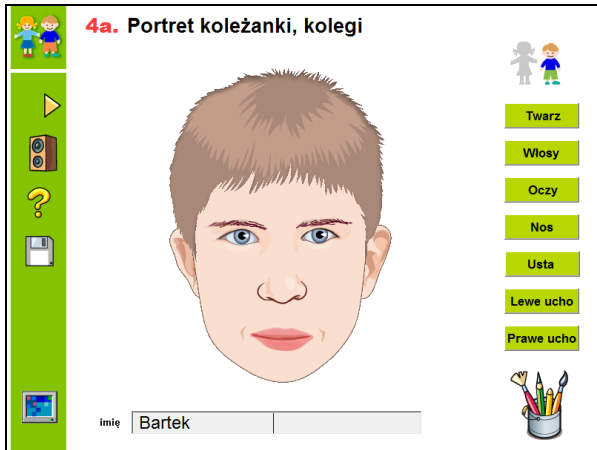 4a. Portret koleżanki, kolegi
Twarz
Włosy
Oczy
Nos
Usta
Lewe ucho
Prawe ucho
imię Bartek